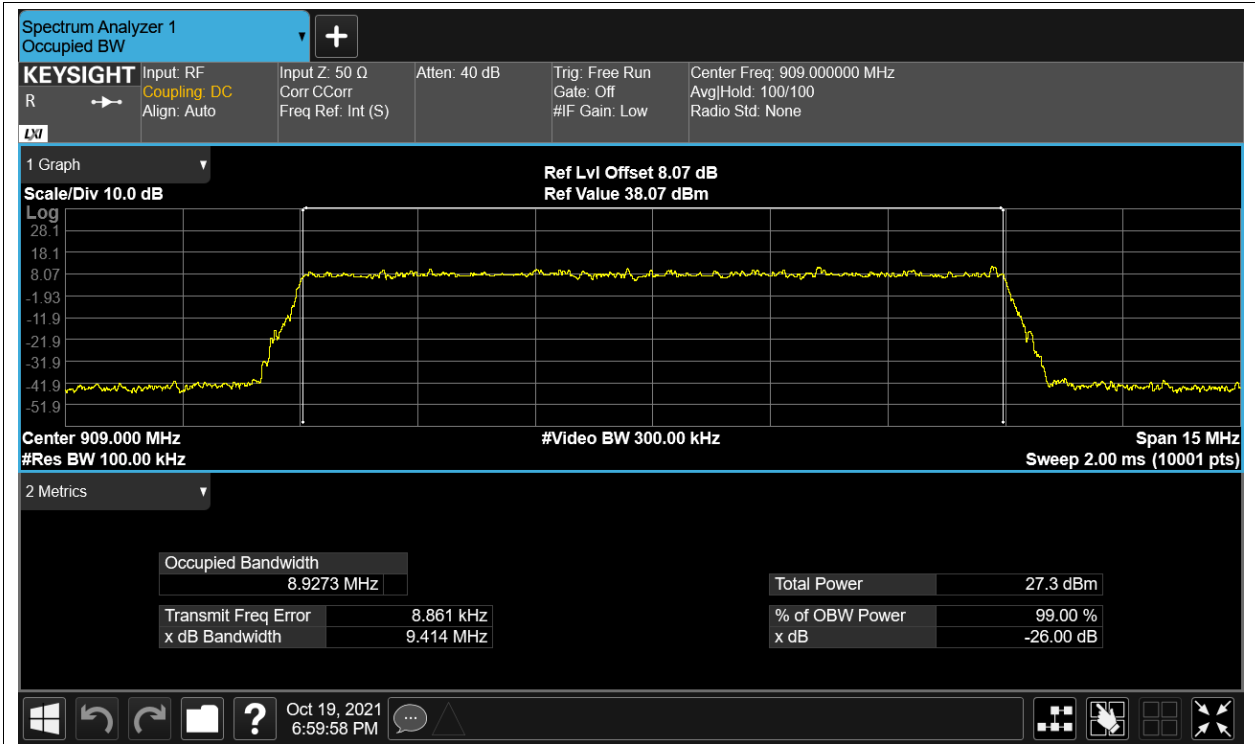 Spectrum Analyzer 1
Occupied BW
KEYSIGHT
R
LXI
Input: RF
Coupling: DC
Align: Auto
Input Z: 50 Ω
Corr CCorr
Freq Ref: Int (S)
Atten: 40 dB
Trig: Free Run
Gate: Off
#IF Gain: Low
Center Freq: 909.000000 MHz
Avg|Hold: 100/100
Radio Std: None
1 Graph
Scale/Div 10.0 dB
Ref Lvl Offset 8.07 dB
Ref Value 38.07 dBm
Log
28.1
18.1
8.07
-1.93
-11.9
-21.9
-31.9
-41.9
-51.9
Center 909.000 MHz
#Video BW 300.00 kHz
Span 15 MHz
#Res BW 100.00 kHz
Sweep 2.00 ms (10001 pts)
2 Metrics
Occupied Bandwidth
8.9273 MHz
Total Power 27.3 dBm
Transmit Freq Error 8.861 kHz
% of OBW Power 99.00 %
x dB Bandwidth 9.414 MHz
x dB -26.00 dB
?
Oct 19, 2021
6:59:58 PM